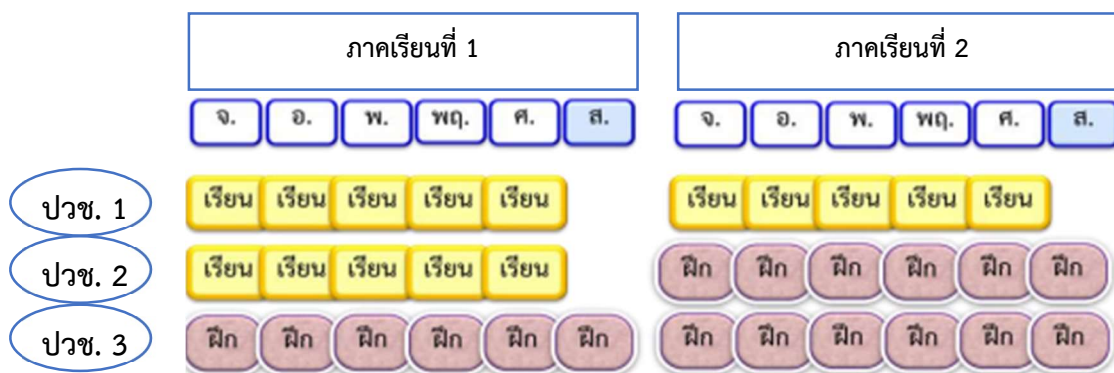 ภาคเรียนที่ 1 ภาคเรียนที่ 2
จ. อ. พ. พฤ. ศ. ส. จ. อ. พ. พฤ. ศ. ส.
ปวช. 1 เรียน เรียน เรียน เรียน เรียน เรียน เรียน เรียน เรียน เรียน
ปวช. 2 เรียน เรียน เรียน เรียน เรียน ฝึก ฝึก ฝึก ฝึก ฝึก ฝึก
ปวช. 3 ฝึก ฝึก ฝึก ฝึก ฝึก ฝึก ฝึก ฝึก ฝึก ฝึก ฝึก ฝึก